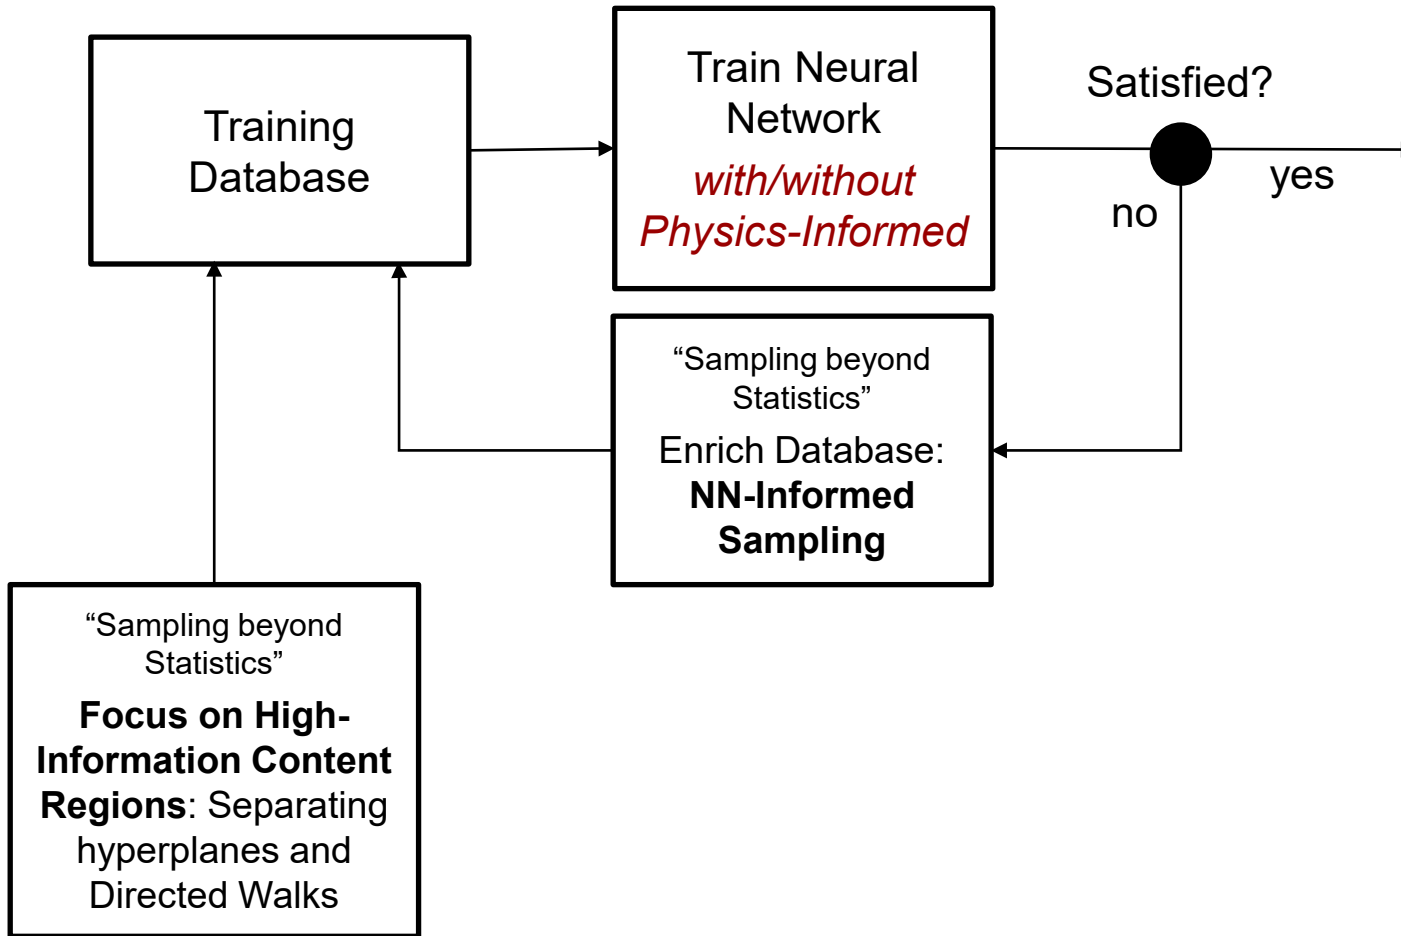 Training
Database
Train Neural
Network
with/without
Physics-Informed
Satisfied?
yes
no
“Sampling beyond
Statistics”
Enrich Database:
NN-Informed
Sampling
“Sampling beyond
Statistics”
Focus on High-
Information Content
Regions: Separating
hyperplanes and
Directed Walks